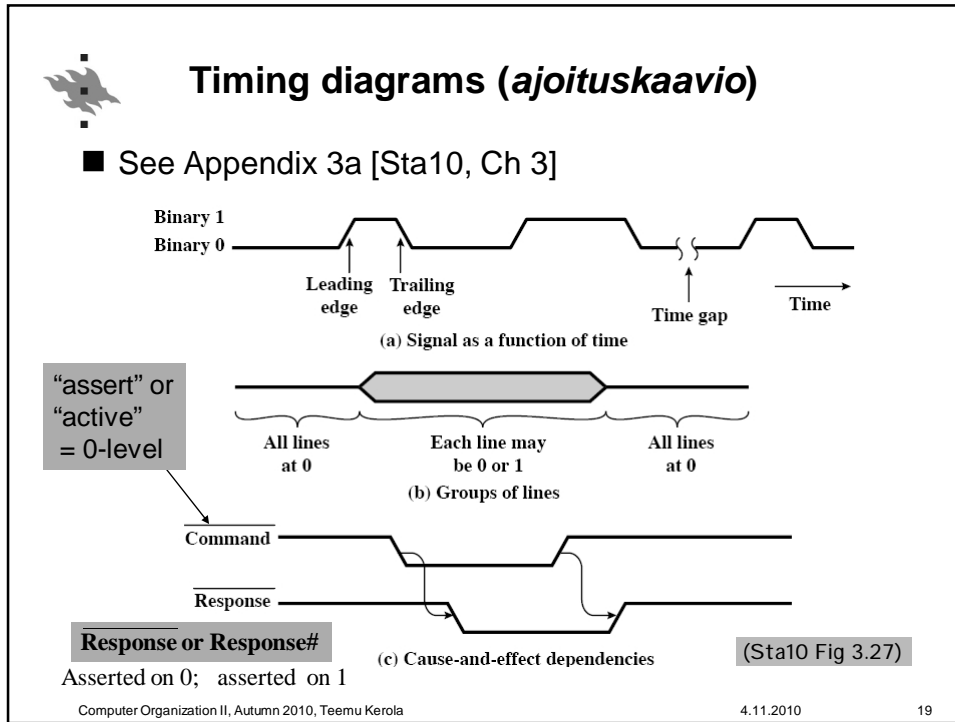 Timing diagrams (ajoituskaavio)
■ See Appendix 3a [Sta10, Ch 3]
Binary 1
Binary 0
Leading edge
Trailing edge
Time gap
Time
(a) Signal as a function of time
"assert" or
"active"
= 0-level
All lines
at 0
Each line may
be 0 or 1
All lines
at 0
(b) Groups of lines
Command
Response
Response or Response#
Asserted on 0; asserted on 1
(c) Cause-and-effect dependencies
(Sta10 Fig 3.27)
Computer Organization II, Autumn 2010, Teemu Kerola
4.11.2010
19